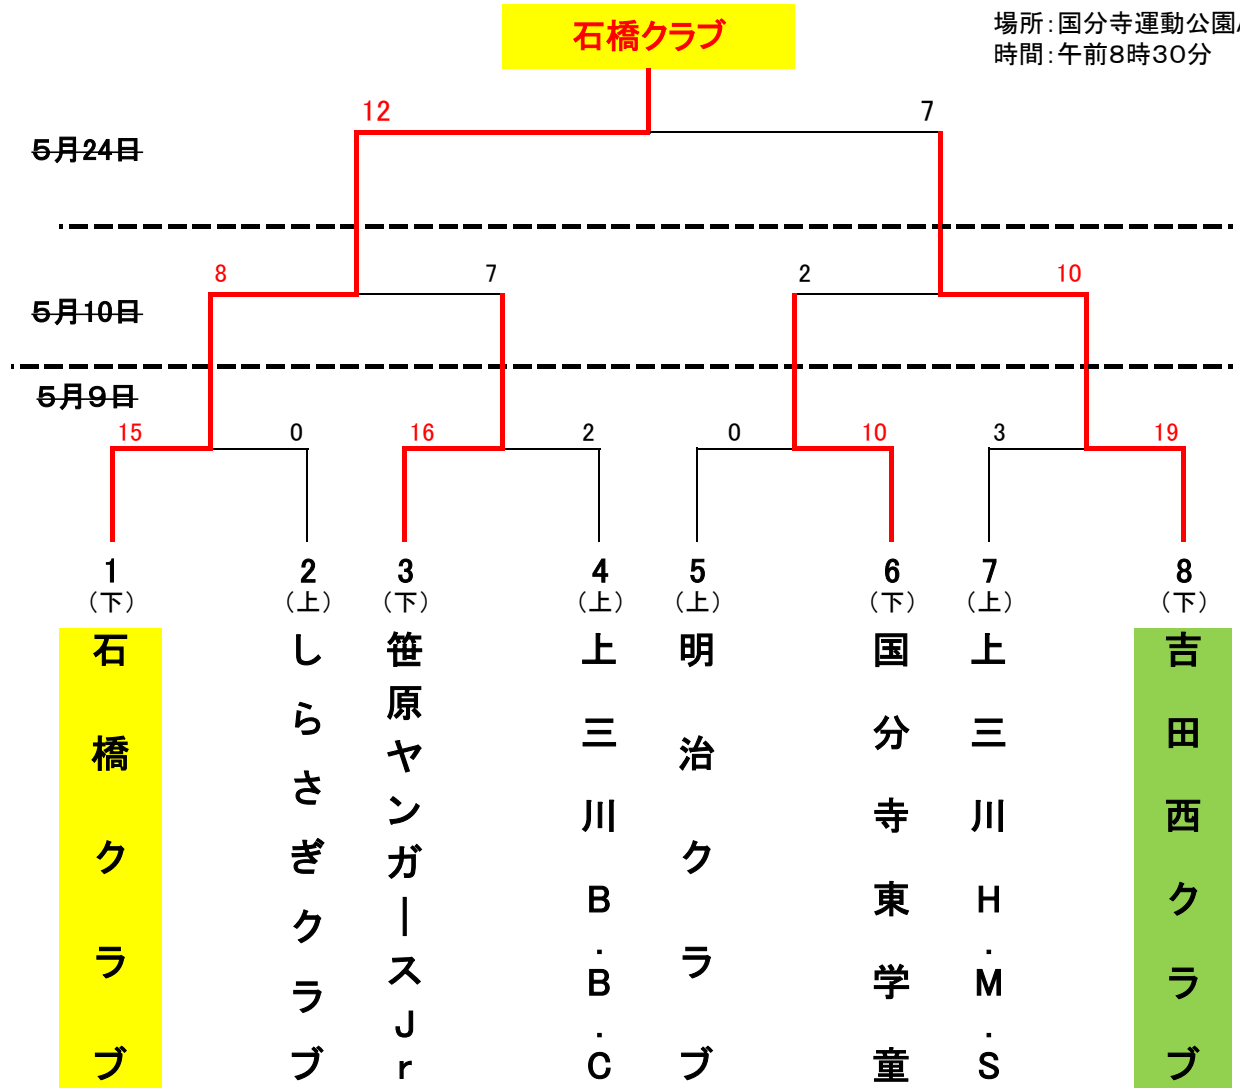 石橋クラブ
場所：国分寺運動公園
時間：午前８時３０分
12
7
５月24日
8
7
2
10
５月10日
５月９日
15
0
16
2
0
10
3
19
1
2
3
4
5
6
7
8
（下）
（上）
（下）
（上）
（上）
（下）
（上）
（下）
石橋クラブ
しらさぎクラブ
笹原ヤンガースJr
上三川B.B.C
明治クラブ
国分寺東学童
上三川H.M.S
吉田西クラブ